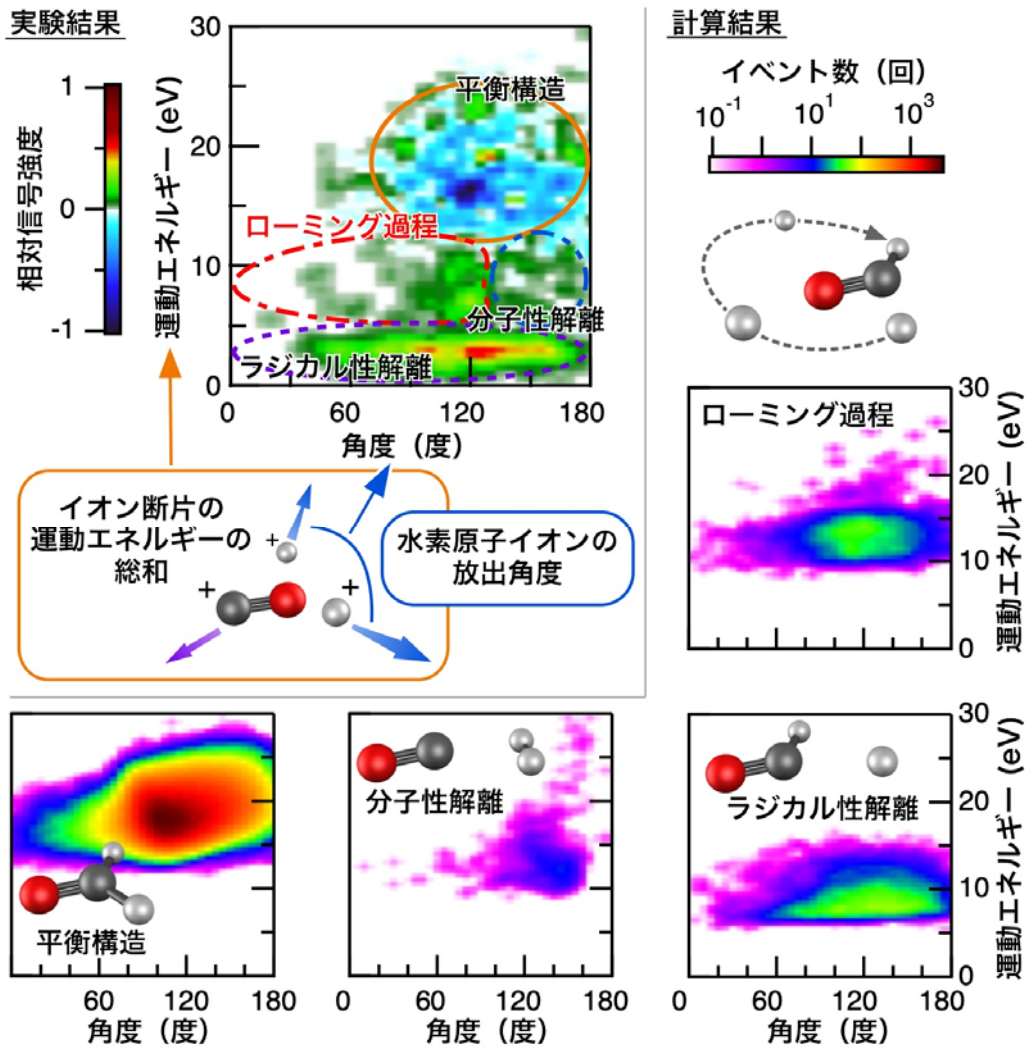 実験結果
1
0
-1
相対信号強度
運動エネルギー (eV)
30
20
10
0
平衡構造
ローミング過程
分子性解離
ラジカル性解離
0
60
120
180
角度（度）
イオン断片の
運動エネルギーの
総和
+
+
+
水素原子イオンの
放出角度
計算結果
イベント数（回）
10⁻¹
10¹
10³
ローミング過程
30
20
10
0
運動エネルギー (eV)
平衡構造
60
120
180
角度（度）
分子性解離
60
120
180
角度（度）
ラジカル性解離
30
20
10
0
運動エネルギー (eV)
0
60
120
180
角度（度）